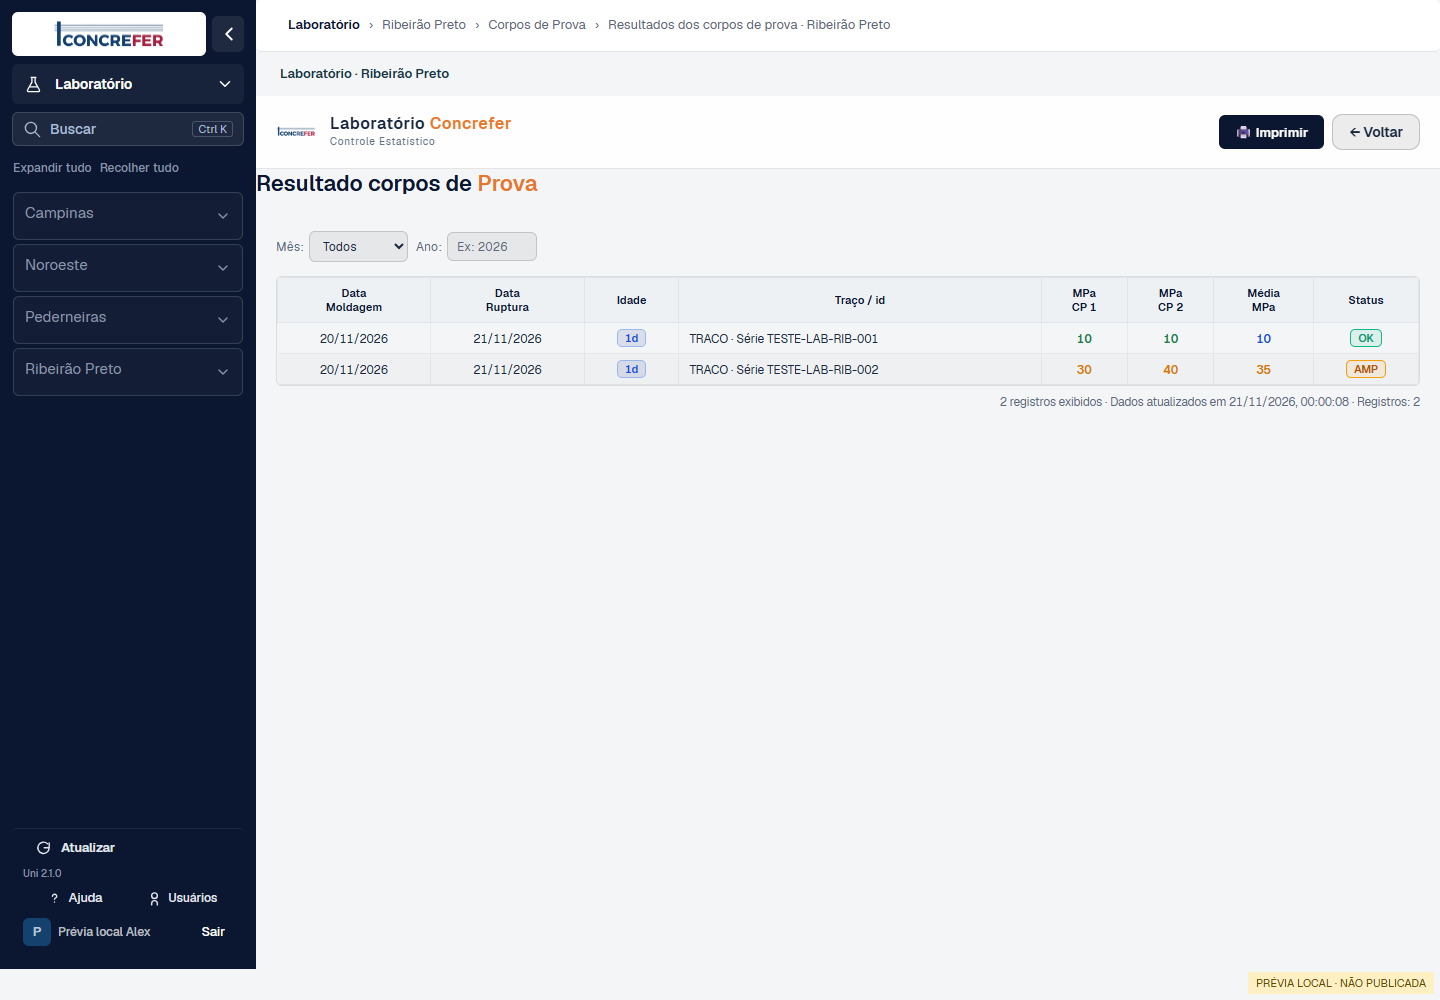 CONCREFER
Laboratório
Buscar Ctrl K
Expandir tudo Recolher tudo
Campinas
Noroeste
Pederneiras
Ribeirão Preto
Atualizar
Uni 2.1.0
? Ajuda Usuários
P Prévia local Alex Sair
Laboratório › Ribeirão Preto › Corpos de Prova › Resultados dos corpos de prova · Ribeirão Preto
Laboratório · Ribeirão Preto
CONCREFER
Laboratório Concrefer
Controle Estatístico
Imprimir
← Voltar
Resultado corpos de Prova
Mês: Todos Ano: Ex: 2026
Data Moldagem Data Ruptura Idade Traço / id MPa CP 1 MPa CP 2 Média MPa Status
20/11/2026 21/11/2026 1d TRACO · Série TESTE-LAB-RIB-001 10 10 10 OK
20/11/2026 21/11/2026 1d TRACO · Série TESTE-LAB-RIB-002 30 40 35 AMP
2 registros exibidos · Dados atualizados em 21/11/2026, 00:00:08 · Registros: 2
PRÉVIA LOCAL · NÃO PUBLICADA